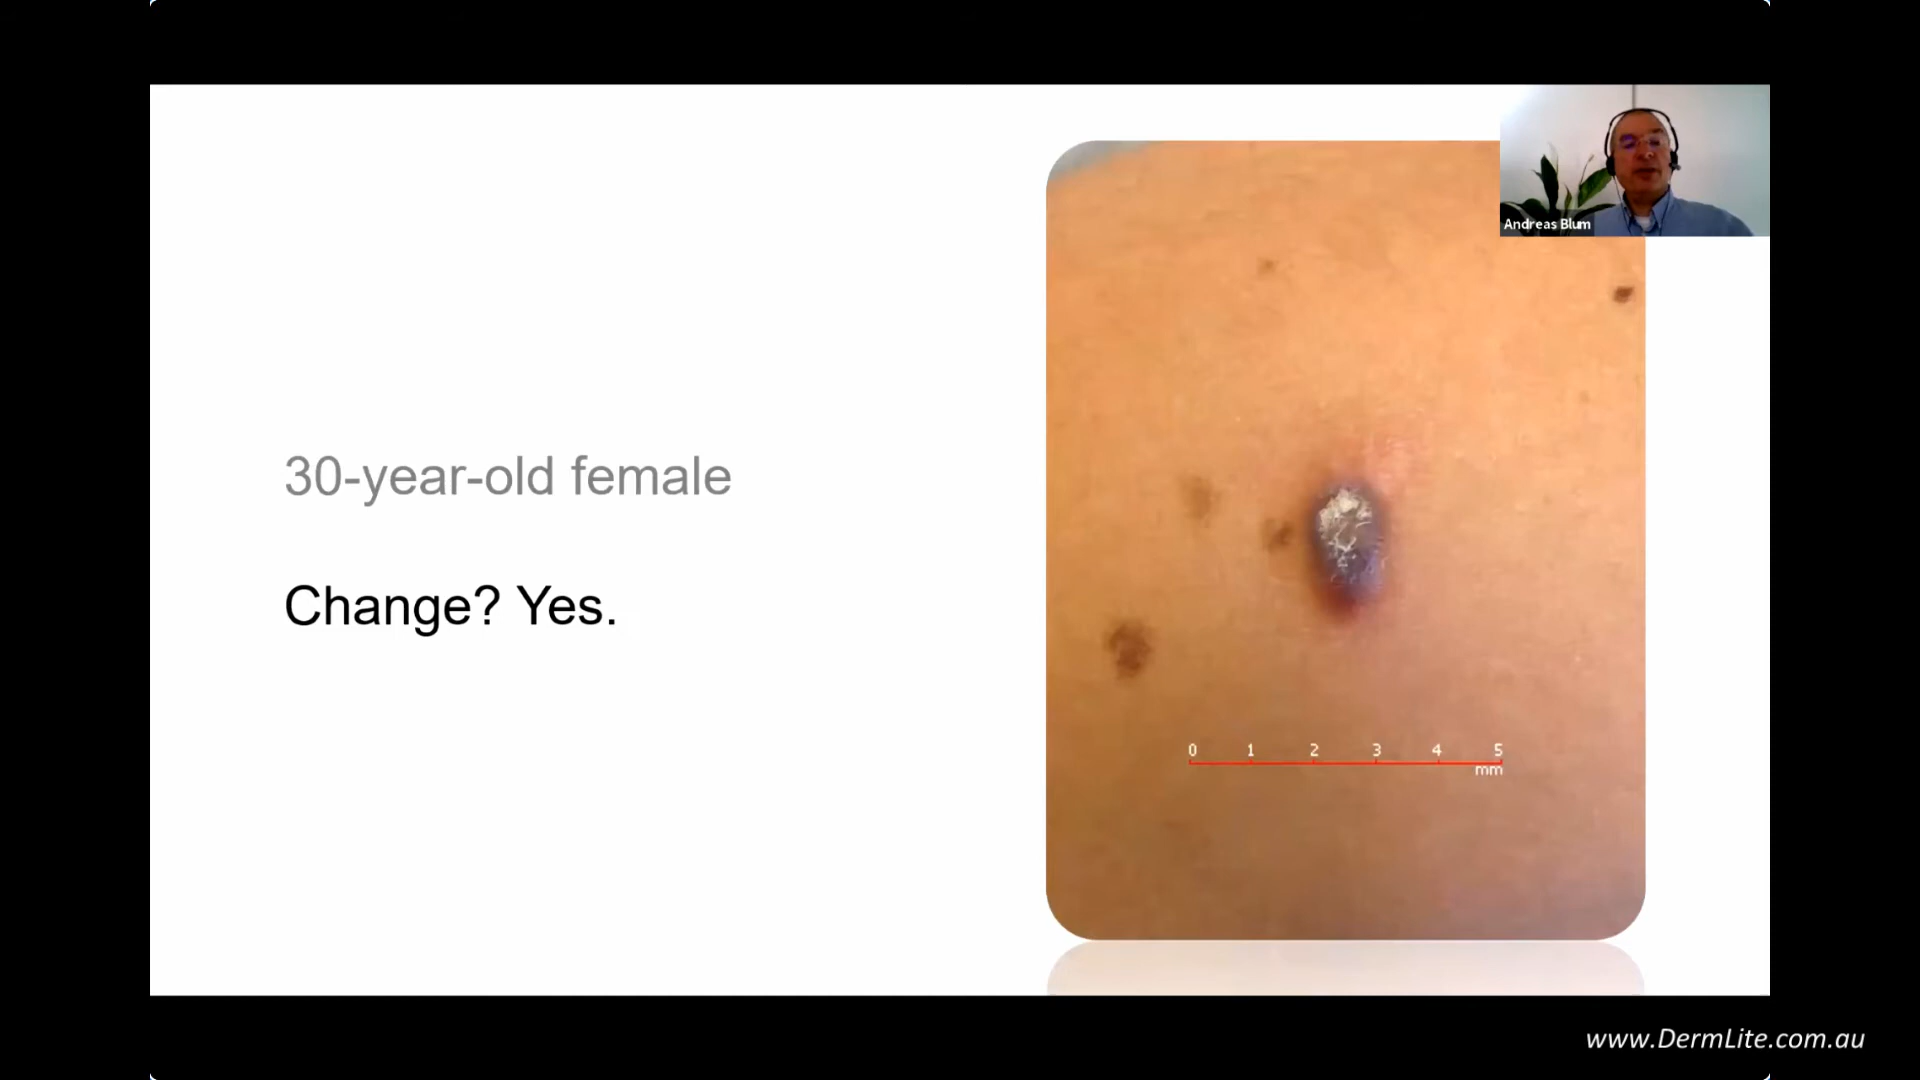 Andreas Blum
30-year-old female
Change? Yes.
0 1 2 3 4 5
mm
www.DermLite.com.au